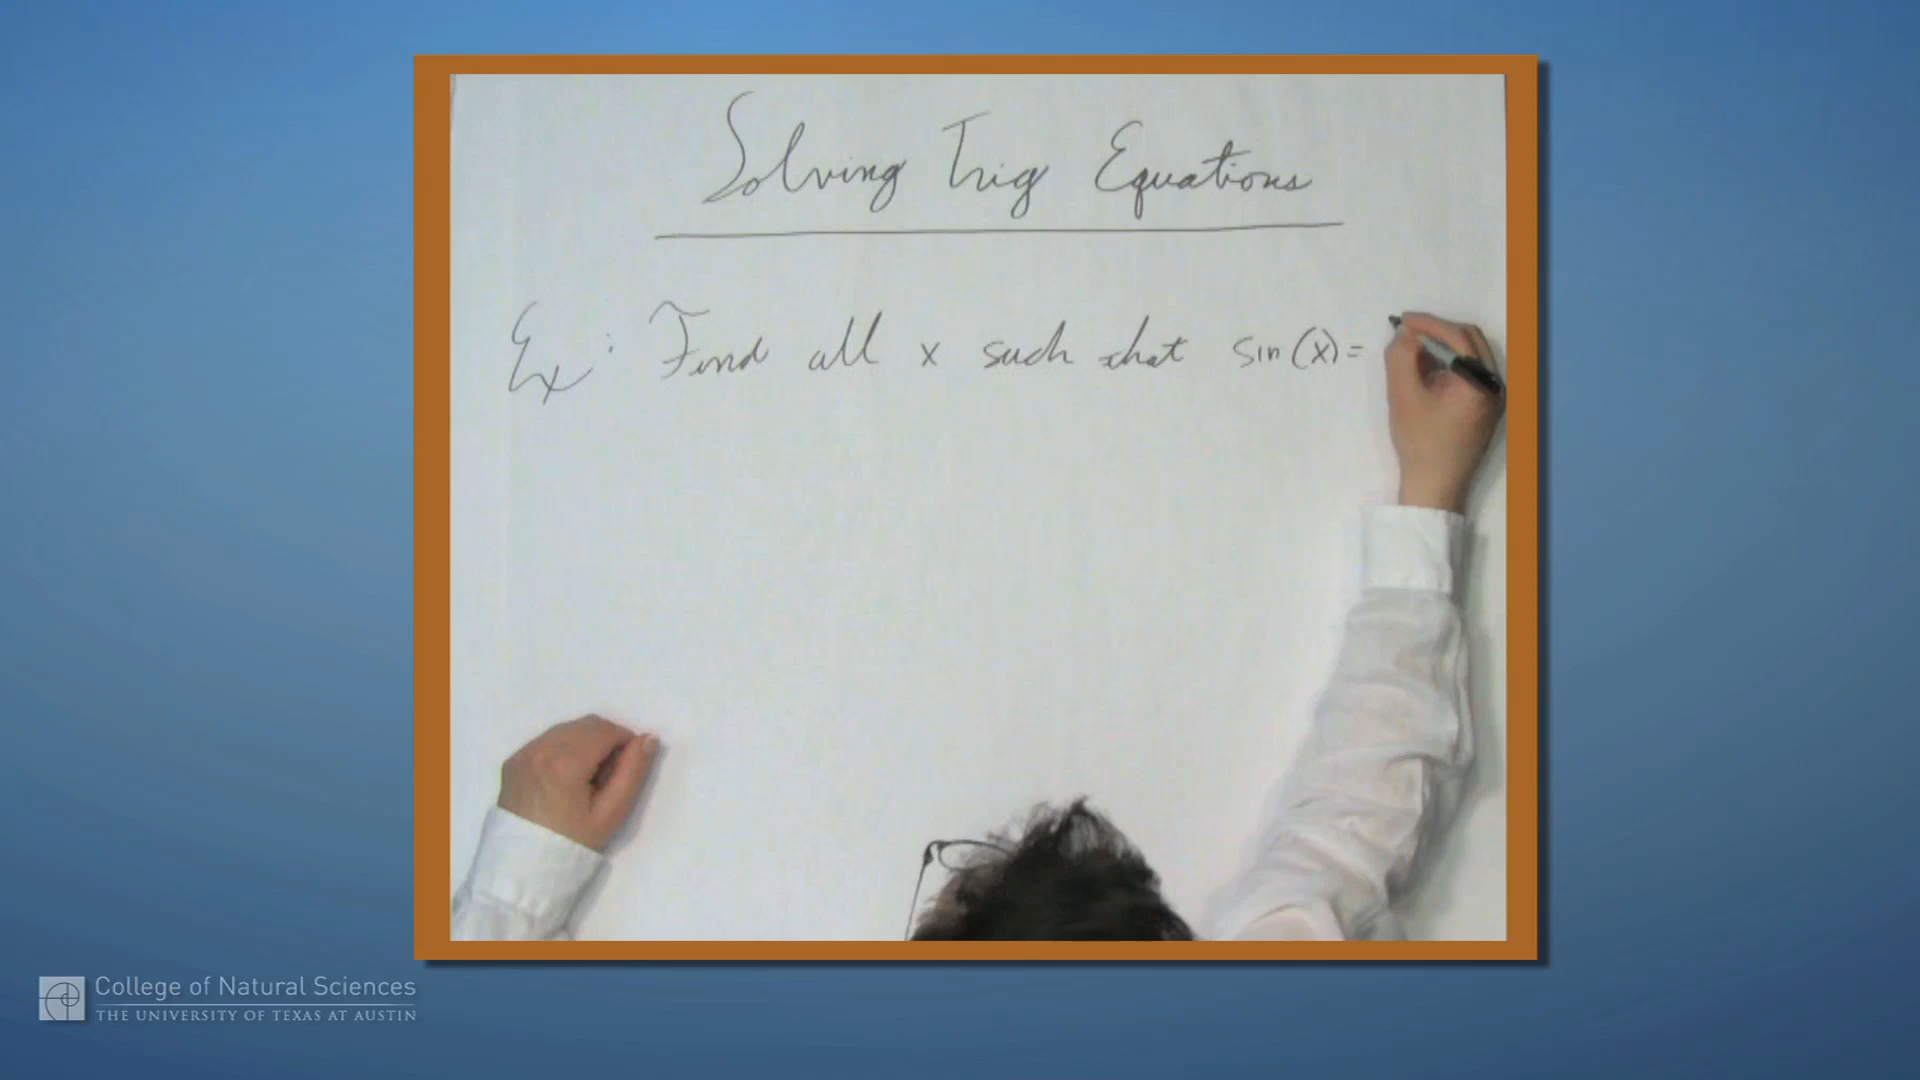 Solving Trig Equations
Ex: Find all x such that sin(x)=
College of Natural Sciences
THE UNIVERSITY OF TEXAS AT AUSTIN